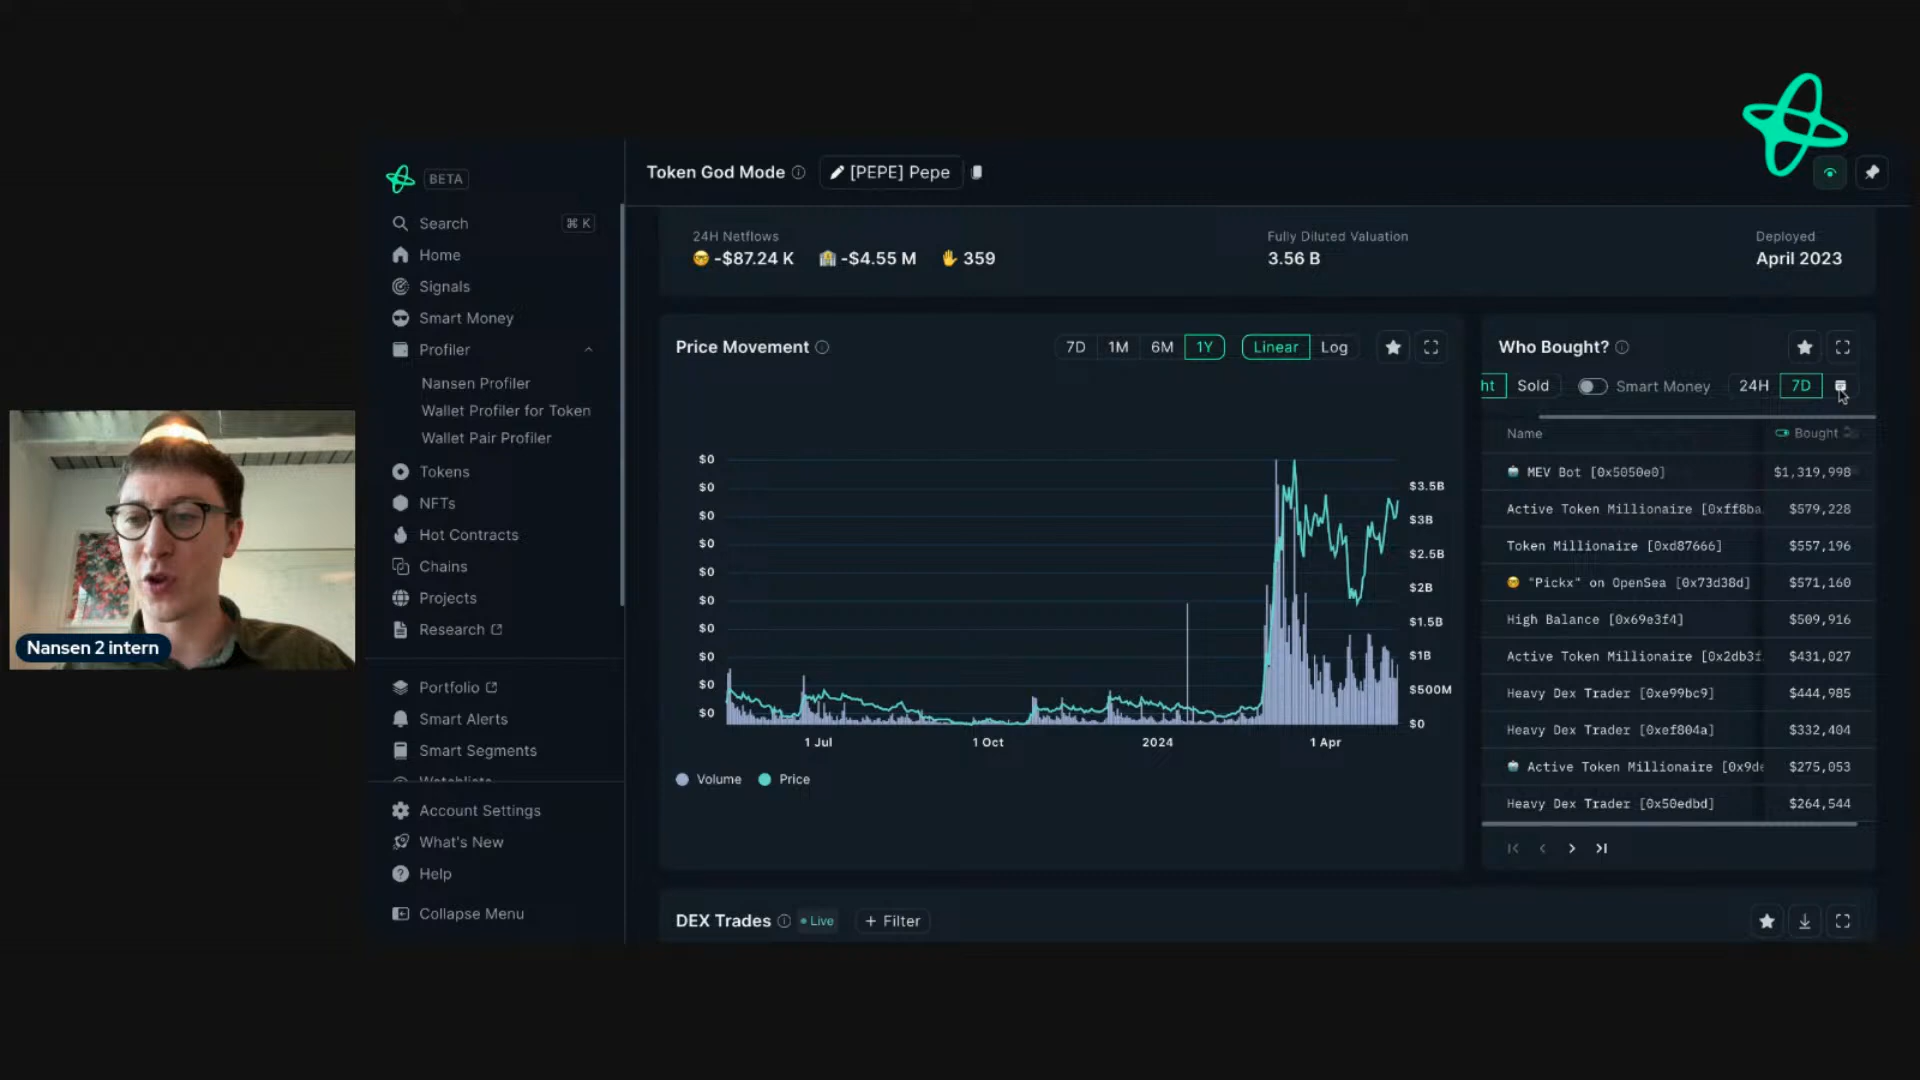 BETA
Search
⌘ K
Home
Signals
Smart Money
Profiler
Nansen Profiler
Wallet Profiler for Token
Wallet Pair Profiler
Tokens
NFTs
Hot Contracts
Chains
Projects
Research
Portfolio
Smart Alerts
Smart Segments
Watchlists
Account Settings
What's New
Help
Collapse Menu
Nansen 2 intern
Token God Mode
[PEPE] Pepe
24H Netflows
-$87.24 K -$4.55 M 359
Fully Diluted Valuation
3.56 B
Deployed
April 2023
Price Movement
7D 1M 6M 1Y
Linear Log
$0
$0
$0
$0
$0
$0
$0
$0
$0
$0
$3.5B
$3B
$2.5B
$2B
$1.5B
$1B
$500M
$0
1 Jul 1 Oct 2024 1 Apr
Volume Price
Who Bought?
ht Sold Smart Money 24H 7D
Name Bought
MEV Bot [0x5050e0] $1,319,998
Active Token Millionaire [0xff8ba $579,228
Token Millionaire [0xd87666] $557,196
"Pickx" on OpenSea [0x73d38d] $571,160
High Balance [0x69e3f4] $509,916
Active Token Millionaire [0x2db3f $431,027
Heavy Dex Trader [0xe99bc9] $444,985
Heavy Dex Trader [0xef804a] $332,404
Active Token Millionaire [0x9de $275,053
Heavy Dex Trader [0x50edbd] $264,544
DEX Trades Live + Filter